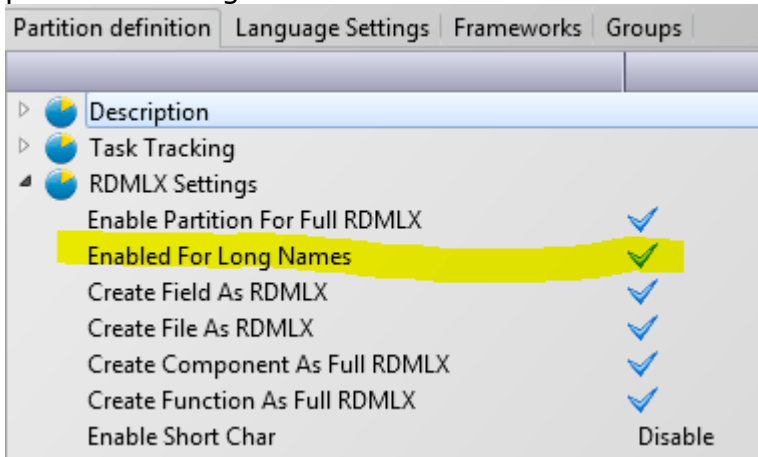 Partition definition Language Settings Frameworks Groups
Description
Task Tracking
RDMLX Settings
Enable Partition For Full RDMLX
Enabled For Long Names
Create Field As RDMLX
Create File As RDMLX
Create Component As Full RDMLX
Create Function As Full RDMLX
Enable Short Char Disable